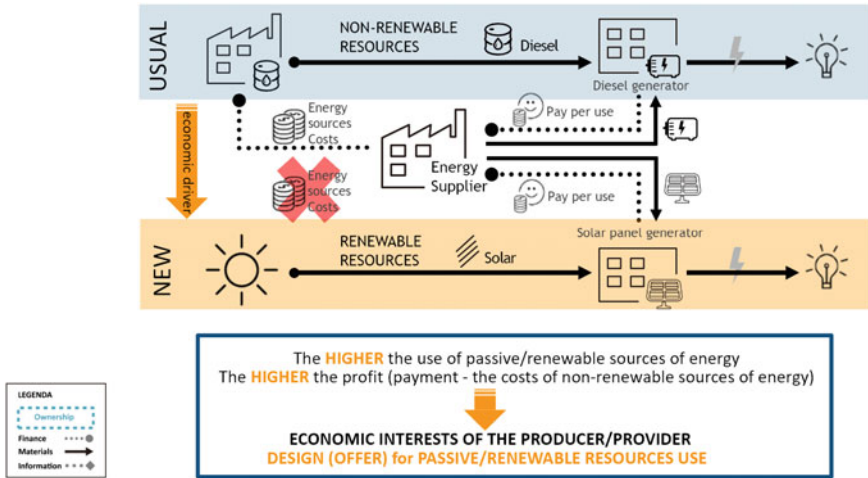 USUAL
NON-RENEWABLE
RESOURCES
Diesel
Diesel generator
economic driver
Energy
sources
Costs
Pay per use
Energy
Supplier
Energy
sources
Costs
Pay per use
Solar panel generator
NEW
RENEWABLE
RESOURCES
Solar
The HIGHER the use of passive/renewable sources of energy
The HIGHER the profit (payment - the costs of non-renewable sources of energy)
ECONOMIC INTERESTS OF THE PRODUCER/PROVIDER
DESIGN (OFFER) for PASSIVE/RENEWABLE RESOURCES USE
LEGENDA
Ownership
Finance
Materials
Information